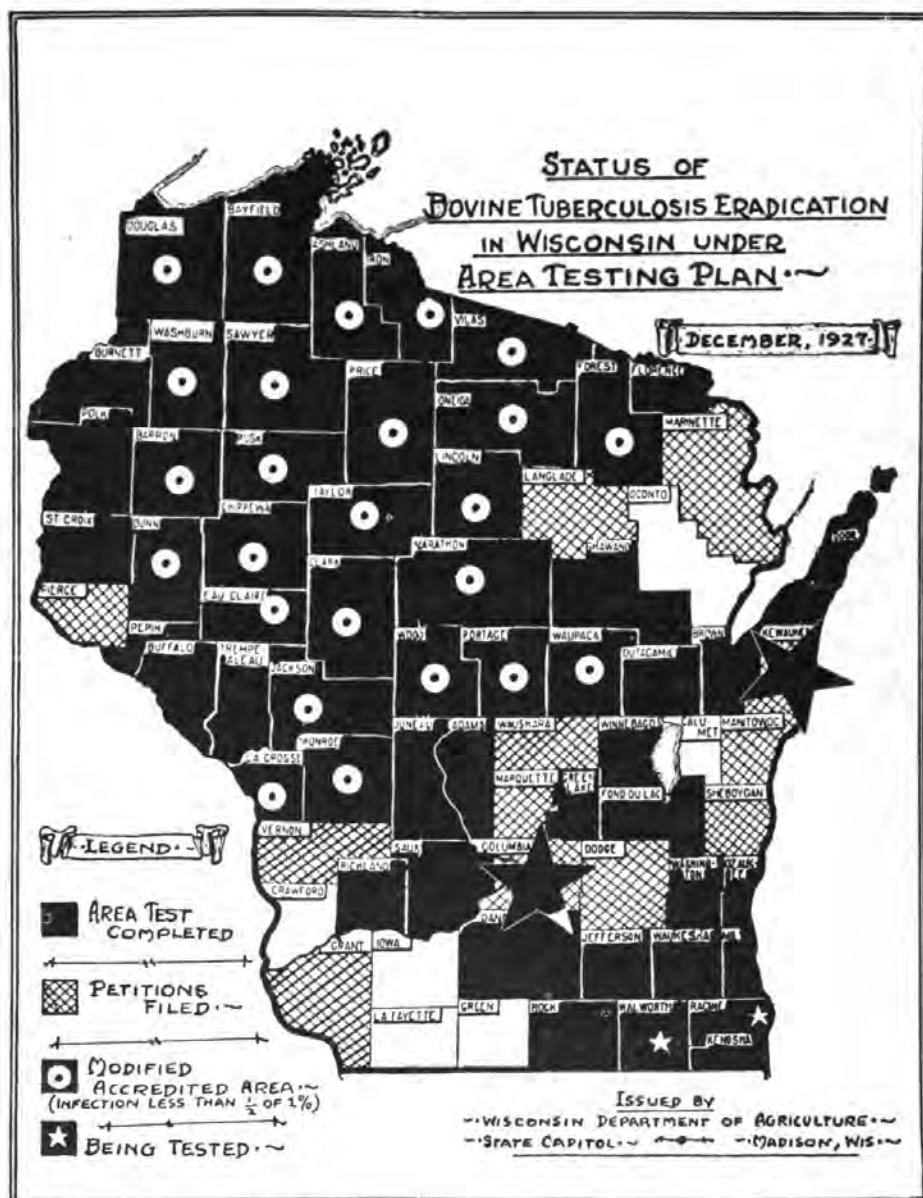 STATUS OF
BOVINE TUBERCULOSIS ERADICATION
IN WISCONSIN UNDER
AREA TESTING PLAN
DECEMBER, 1927
DOUGLAS
BAYFIELD
ASHLAND
IRON
VILAS
BURNETT
WASHBURN
SAWYER
PRICE
ONEIDA
FOREST
FLORENCE
MARINETTE
POLK
BARRON
RUSK
LINCOLN
LANGLADE
OCONTO
ST. CROIX
DUNN
CHIPPEWA
TAYLOR
MARATHON
HAWANO
DOOR
PIERCE
PEPIN
EAU CLAIRE
CLARK
BUFFALO
TREMPE-
ALEAU
JACKSON
WOOD
PORTAGE
WAUPACA
OUTAGAMIE
BROWN
KEWAUNEE
LA CROSSE
MONROE
JUNEAU
ADAMS
WAUSHARA
WINNEBAGO
CALU-
MET
MANTOWOC
MARQUETTE
GREEN
LAKE
FOND DU LAC
SHEBOYGAN
VERNON
CRAWFORD
RICHLAND
SAUK
COLUMBIA
DODGE
WASHING-
TON
OZAUK-
EE
GRANT
IOWA
DANE
JEFFERSON
WAUKESHA
MIL.
LA FAYETTE
GREEN
ROCK
WALWORTH
RACINE
KENOSHA
LEGEND
AREA TEST
COMPLETED
PETITIONS
FILED
MODIFIED
ACCREDITED AREA
(INFECTION LESS THAN ½ OF 1%)
BEING TESTED
ISSUED BY
WISCONSIN DEPARTMENT OF AGRICULTURE
STATE CAPITOL MADISON, WIS